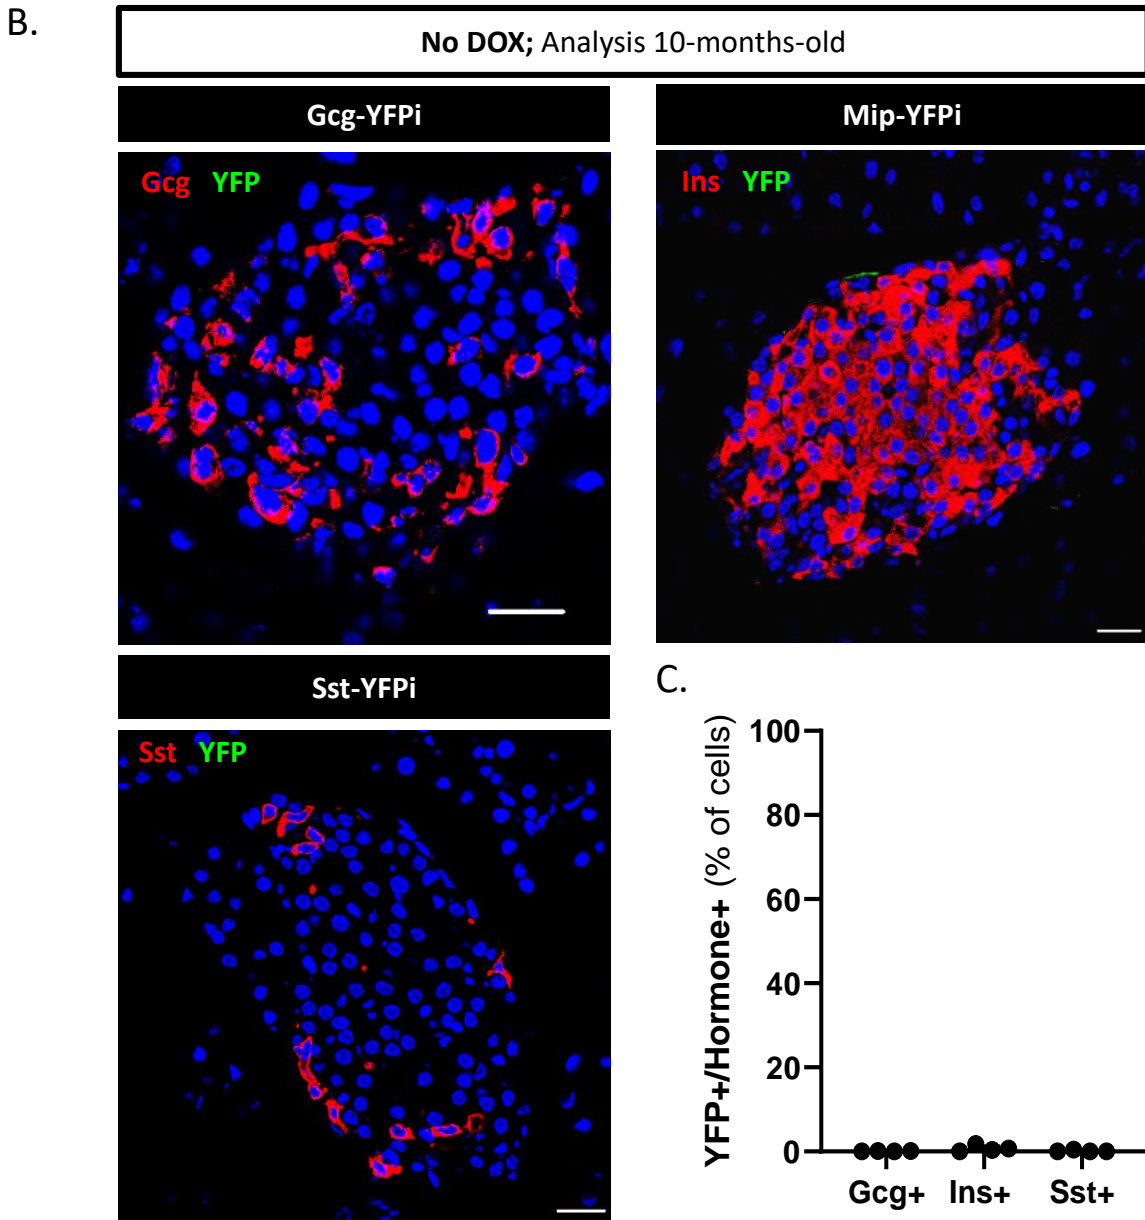 B.
No DOX; Analysis 10-months-old
Gcg-YFPi
Mip-YFPi
Gcg YFP
Ins YFP
Sst-YFPi
Sst YFP
C.
YFP+/Hormone+ (% of cells)
100
80
60
40
20
0
Gcg+ Ins+ Sst+